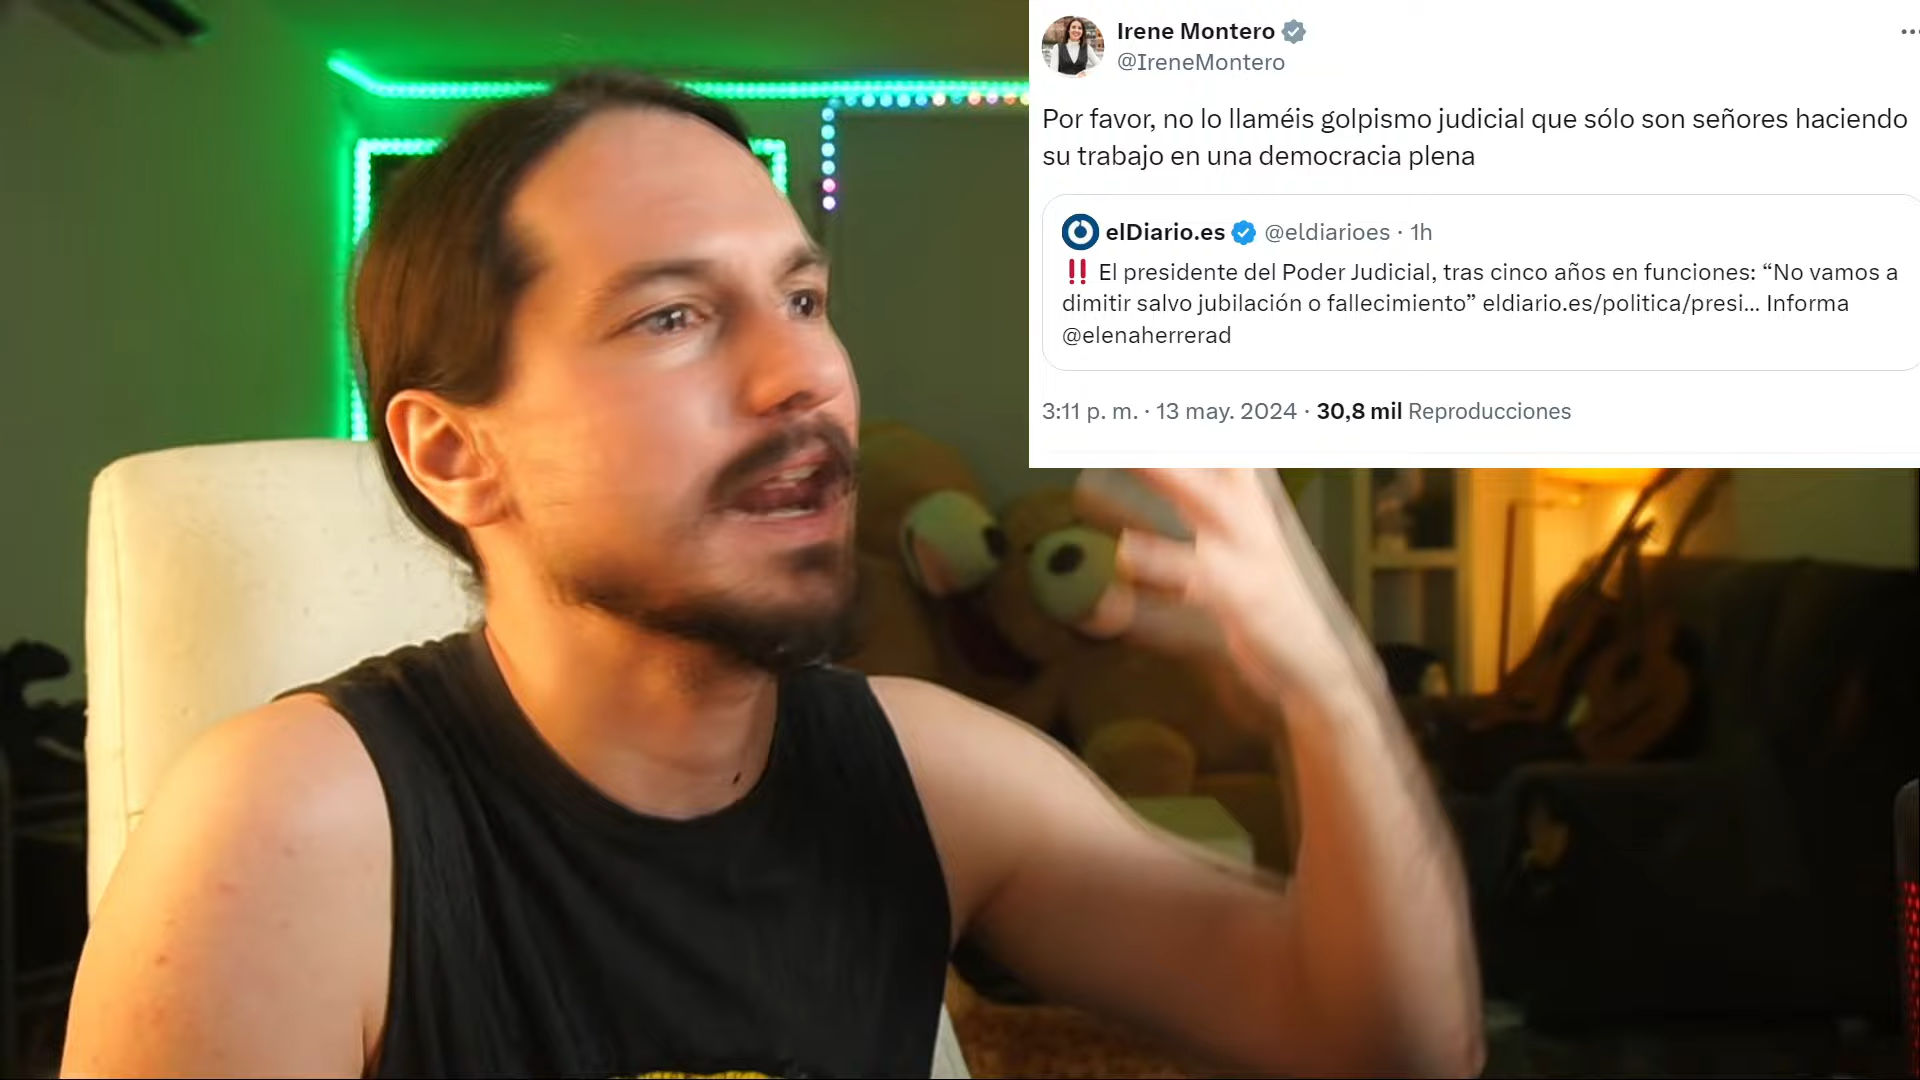 Irene Montero
@IreneMontero
Por favor, no lo llaméis golpismo judicial que sólo son señores haciendo
su trabajo en una democracia plena
elDiario.es @eldiarioes · 1h
‼ El presidente del Poder Judicial, tras cinco años en funciones: “No vamos a
dimitir salvo jubilación o fallecimiento” eldiario.es/politica/presi... Informa
@elenaherrerad
3:11 p. m. · 13 may. 2024 · 30,8 mil Reproducciones